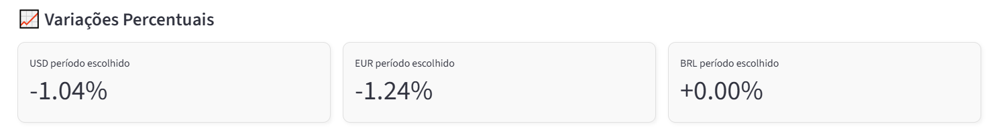 Variações Percentuais
USD período escolhido
-1.04%
EUR período escolhido
-1.24%
BRL período escolhido
+0.00%